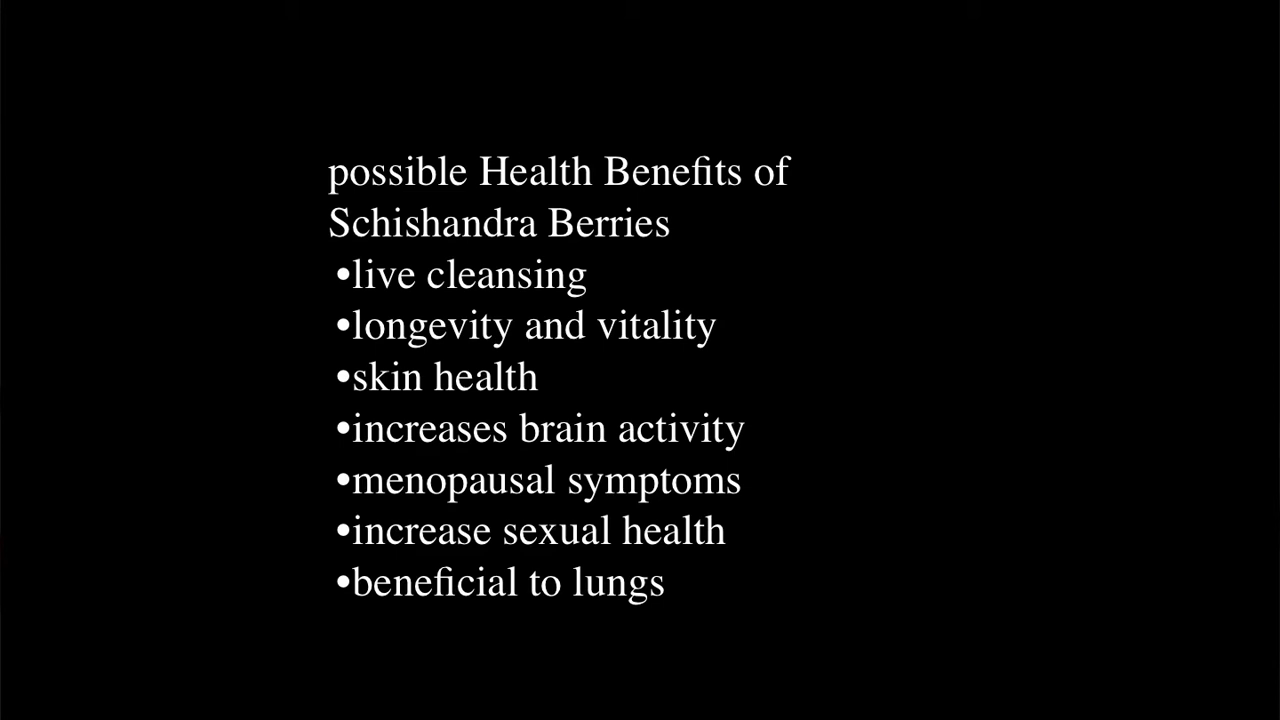 possible Health Benefits of
Schishandra Berries
•live cleansing
•longevity and vitality
•skin health
•increases brain activity
•menopausal symptoms
•increase sexual health
•beneficial to lungs